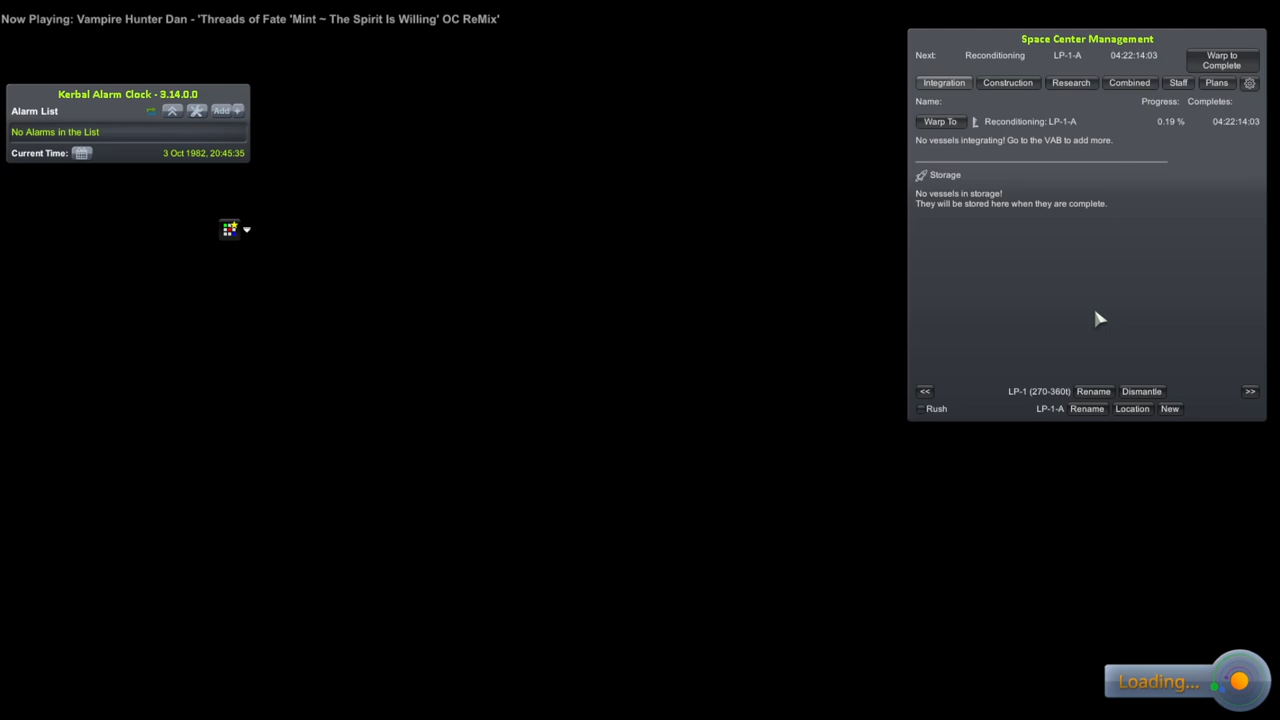 Now Playing: Vampire Hunter Dan - 'Threads of Fate 'Mint ~ The Spirit Is Willing' OC ReMix'
Kerbal Alarm Clock - 3.14.0.0
Alarm List
Add +
No Alarms in the List
Current Time: 3 Oct 1982, 20:45:35
Space Center Management
Next: Reconditioning LP-1-A 04:22:14:03 Warp to Complete
Integration Construction Research Combined Staff Plans
Name: Progress: Completes:
Warp To Reconditioning: LP-1-A 0.19 % 04:22:14:03
No vessels integrating! Go to the VAB to add more.
Storage
No vessels in storage!
They will be stored here when they are complete.
<< LP-1 (270-360t) Rename Dismantle >>
Rush LP-1-A Rename Location New
Loading...